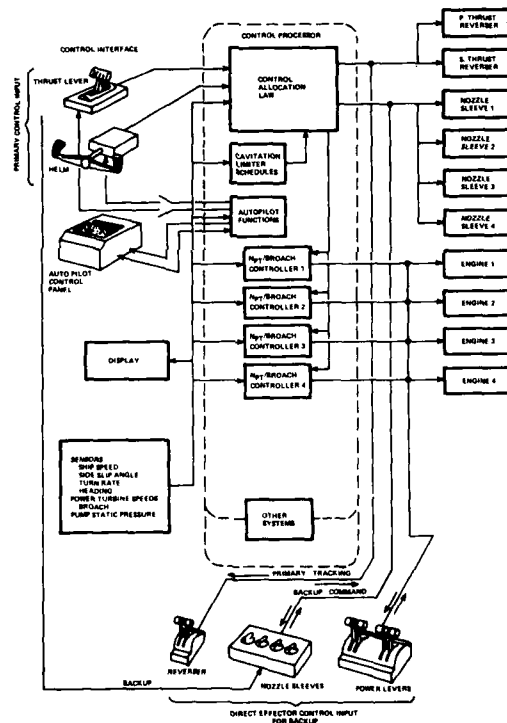 CONTROL INTERFACE
THRUST LEVER
PRIMARY CONTROL INPUT
HELM
AUTO PILOT
CONTROL
PANEL
CONTROL PROCESSOR
CONTROL
ALLOCATION
LAW
CAVITATION
LIMITER
SCHEDULES
AUTOPILOT
FUNCTIONS
NPT/BROACH
CONTROLLER 1
NPT/BROACH
CONTROLLER 2
NPT/BROACH
CONTROLLER 3
NPT/BROACH
CONTROLLER 4
P. THRUST
REVERSER
S. THRUST
REVERSER
NOZZLE
SLEEVE 1
NOZZLE
SLEEVE 2
NOZZLE
SLEEVE 3
NOZZLE
SLEEVE 4
ENGINE 1
ENGINE 2
ENGINE 3
ENGINE 4
DISPLAY
SENSORS
SHIP SPEED
SIDE SLIP ANGLE
TURN RATE
HEADING
POWER TURBINE SPEEDS
BROACH
PUMP STATIC PRESSURE
OTHER
SYSTEMS
PRIMARY TRACKING
BACKUP COMMAND
REVERSER
BACKUP
NOZZLE SLEEVES
POWER LEVERS
DIRECT EFFECTOR CONTROL INPUT
FOR BACKUP